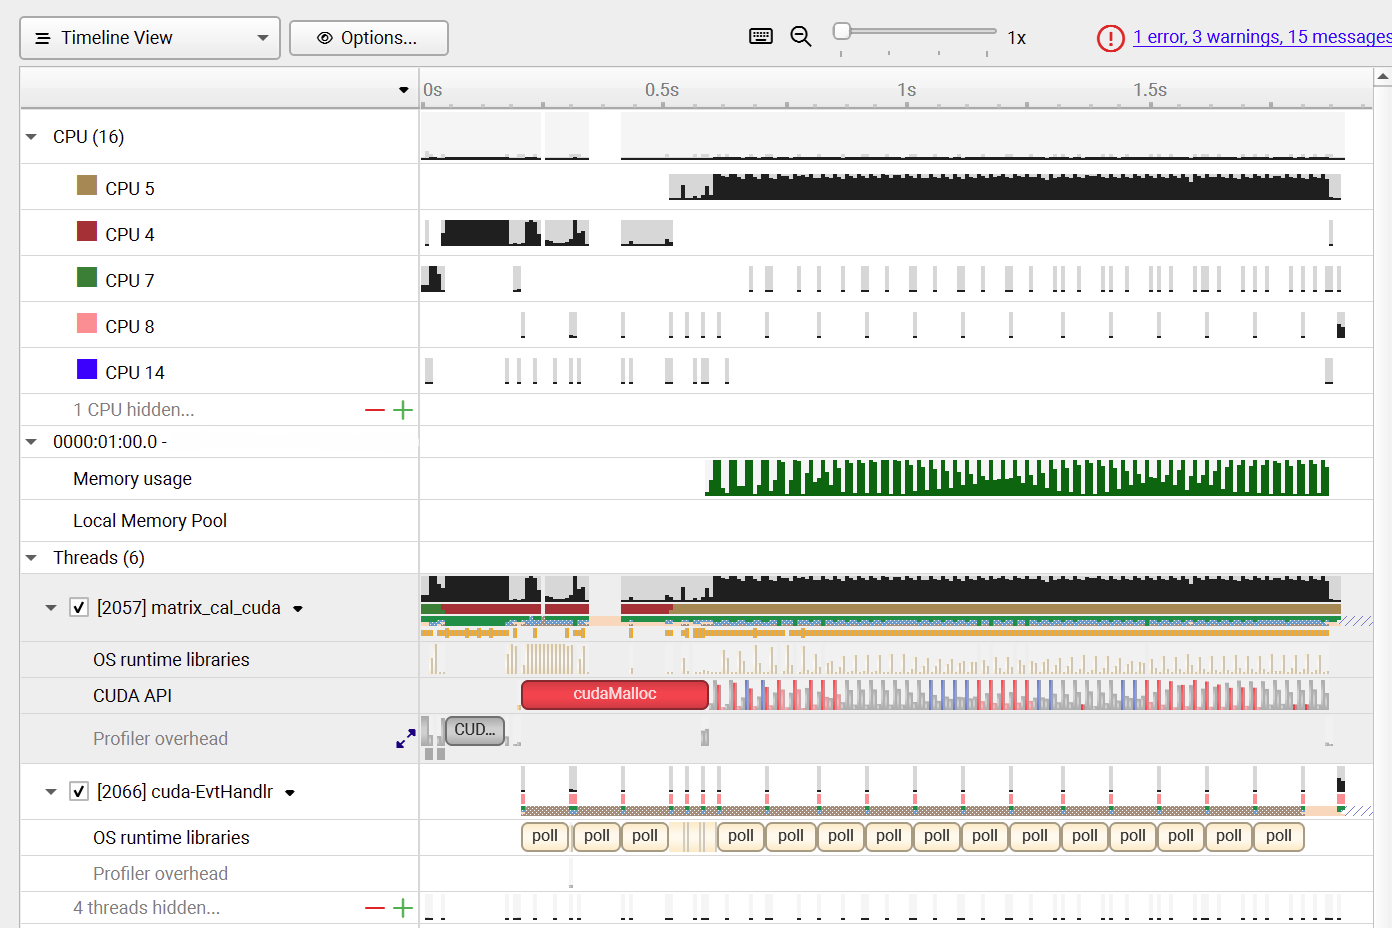 Timeline View
Options...
1x
1 error, 3 warnings, 15 messages
0s 0.5s 1s 1.5s
CPU (16)
CPU 5
CPU 4
CPU 7
CPU 8
CPU 14
1 CPU hidden...
0000:01:00.0 -
Memory usage
Local Memory Pool
Threads (6)
[2057] matrix_cal_cuda
OS runtime libraries
CUDA API cudaMalloc
Profiler overhead CUD...
[2066] cuda-EvtHandlr
OS runtime libraries poll poll poll poll poll poll poll poll poll poll poll poll poll poll poll
Profiler overhead
4 threads hidden...